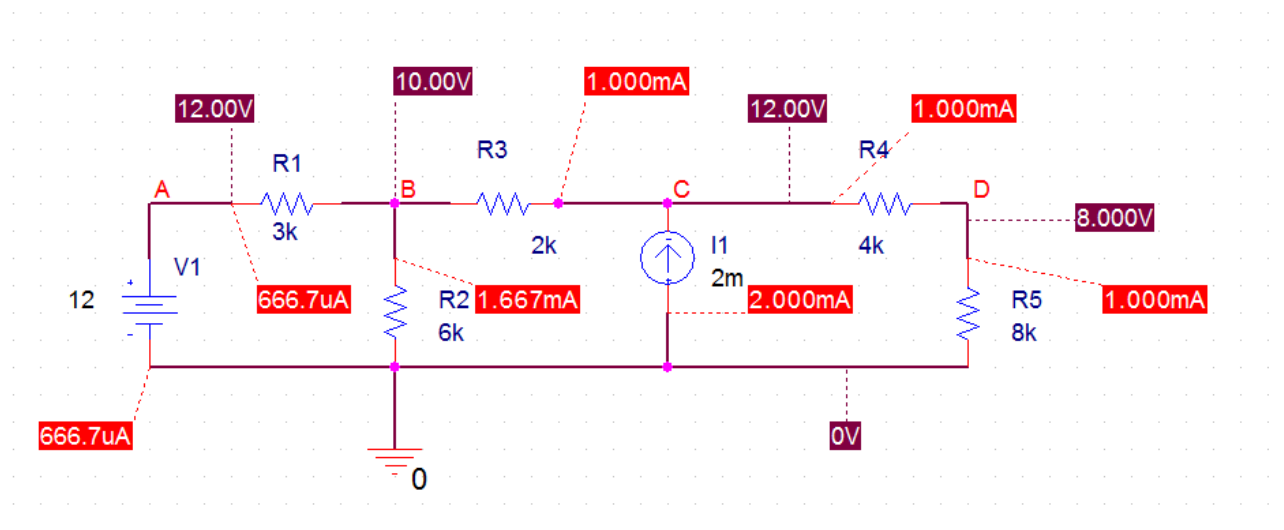 10.00V
1.000mA
12.00V
12.00V
1.000mA
R1
R3
R4
A
B
C
D
3k
2k
4k
8.000V
V1
I1
12
2m
+
-
666.7uA
R2
1.667mA
2.000mA
R5
1.000mA
6k
8k
666.7uA
0V
0